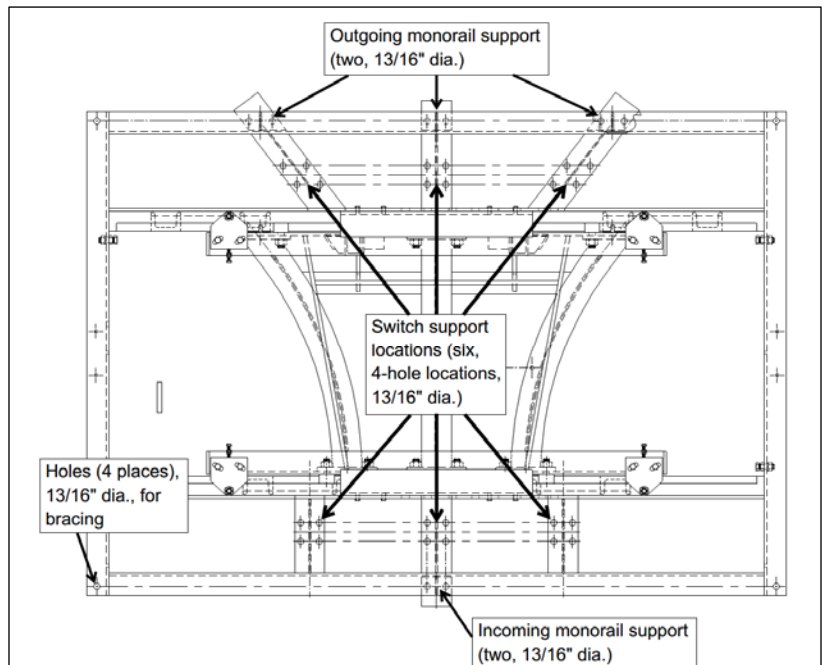 Outgoing monorail support
(two, 13/16" dia.)
Switch support
locations (six,
4-hole locations,
13/16" dia.)
Holes (4 places),
13/16" dia., for
bracing
Incoming monorail support
(two, 13/16" dia.)